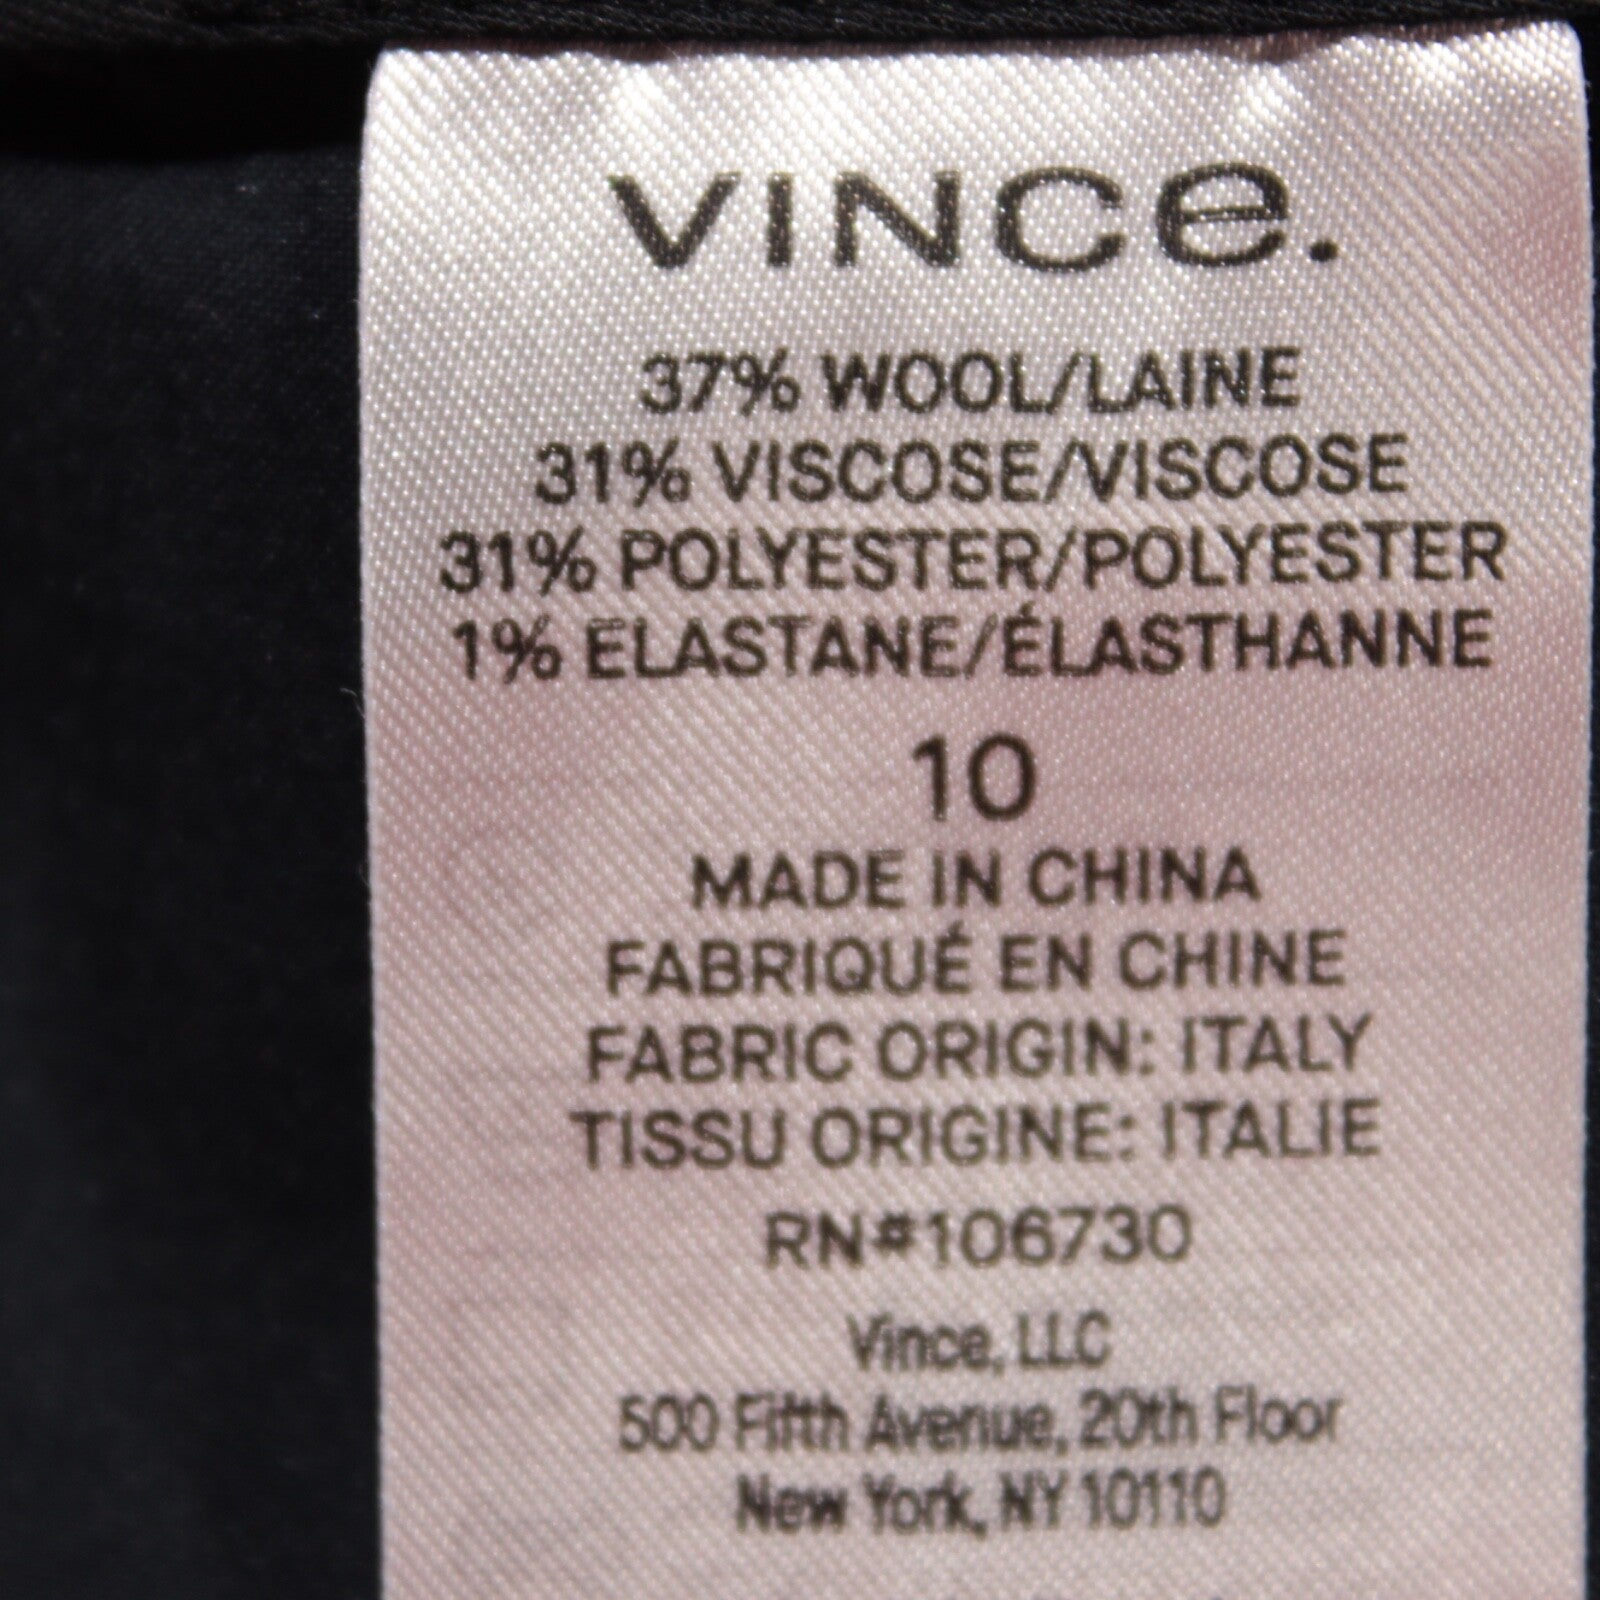 VINCe.
37% WOOL/LAINE
31% VISCOSE/VISCOSE
31% POLYESTER/POLYESTER
1% ELASTANE/ÉLASTHANNE
10
MADE IN CHINA
FABRIQUÉ EN CHINE
FABRIC ORIGIN: ITALY
TISSU ORIGINE: ITALIE
RN#106730
Vince, LLC
500 Fifth Avenue, 20th Floor
New York, NY 10110